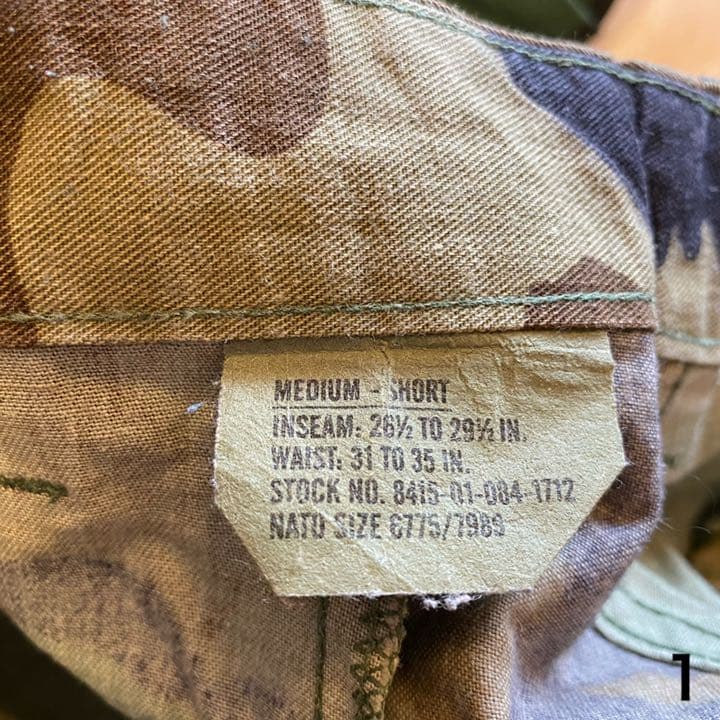 MEDIUM - SHORT
INSEAM: 26½ TO 29½ IN.
WAIST: 31 TO 35 IN.
STOCK NO. 8415-01-084-1712
NATO SIZE 6775/7989
1